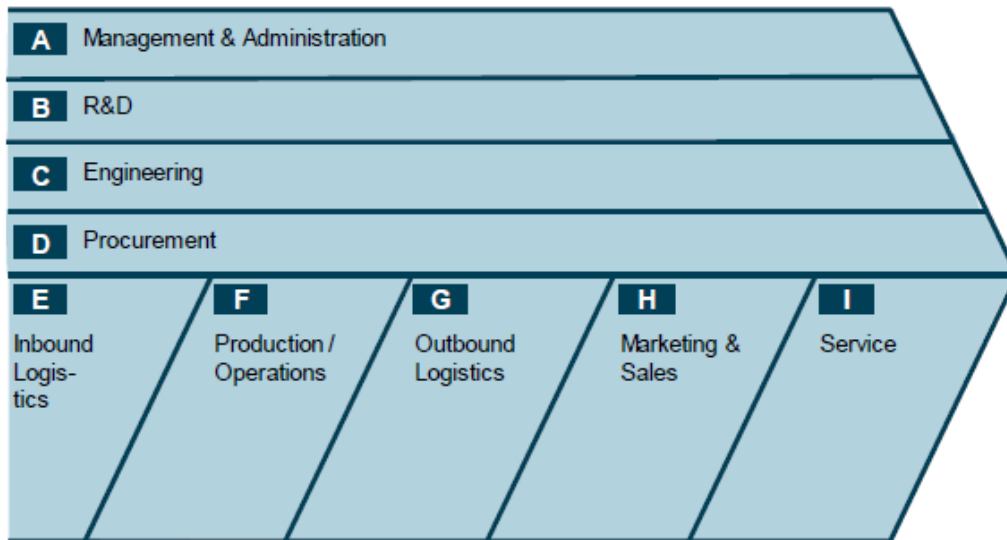 A Management & Administration
B R&D
C Engineering
D Procurement
E
Inbound
Logis-
tics
F
Production /
Operations
G
Outbound
Logistics
H
Marketing &
Sales
I
Service